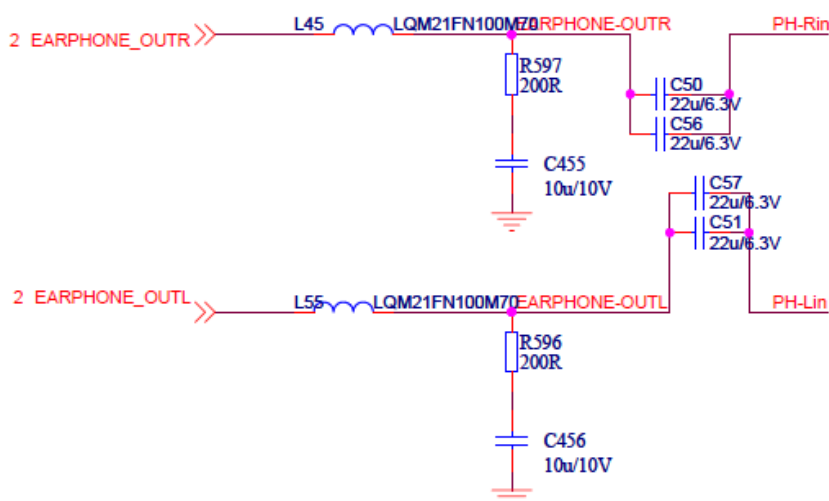 2 EARPHONE_OUTR
L45
LQM21FN100M70
EARPHONE-OUTR
PH-Rin
R597
200R
C50
22u/6.3V
C56
22u/6.3V
C455
10u/10V
C57
22u/6.3V
C51
22u/6.3V
2 EARPHONE_OUTL
L55
LQM21FN100M70
EARPHONE-OUTL
PH-Lin
R596
200R
C456
10u/10V